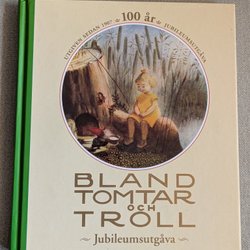 UTGIVEN SEDAN 1907 100 år JUBILEUMSUTGÅVA
BLAND
TOMTAR
OCH
TROLL
~ Jubileumsutgåva ~